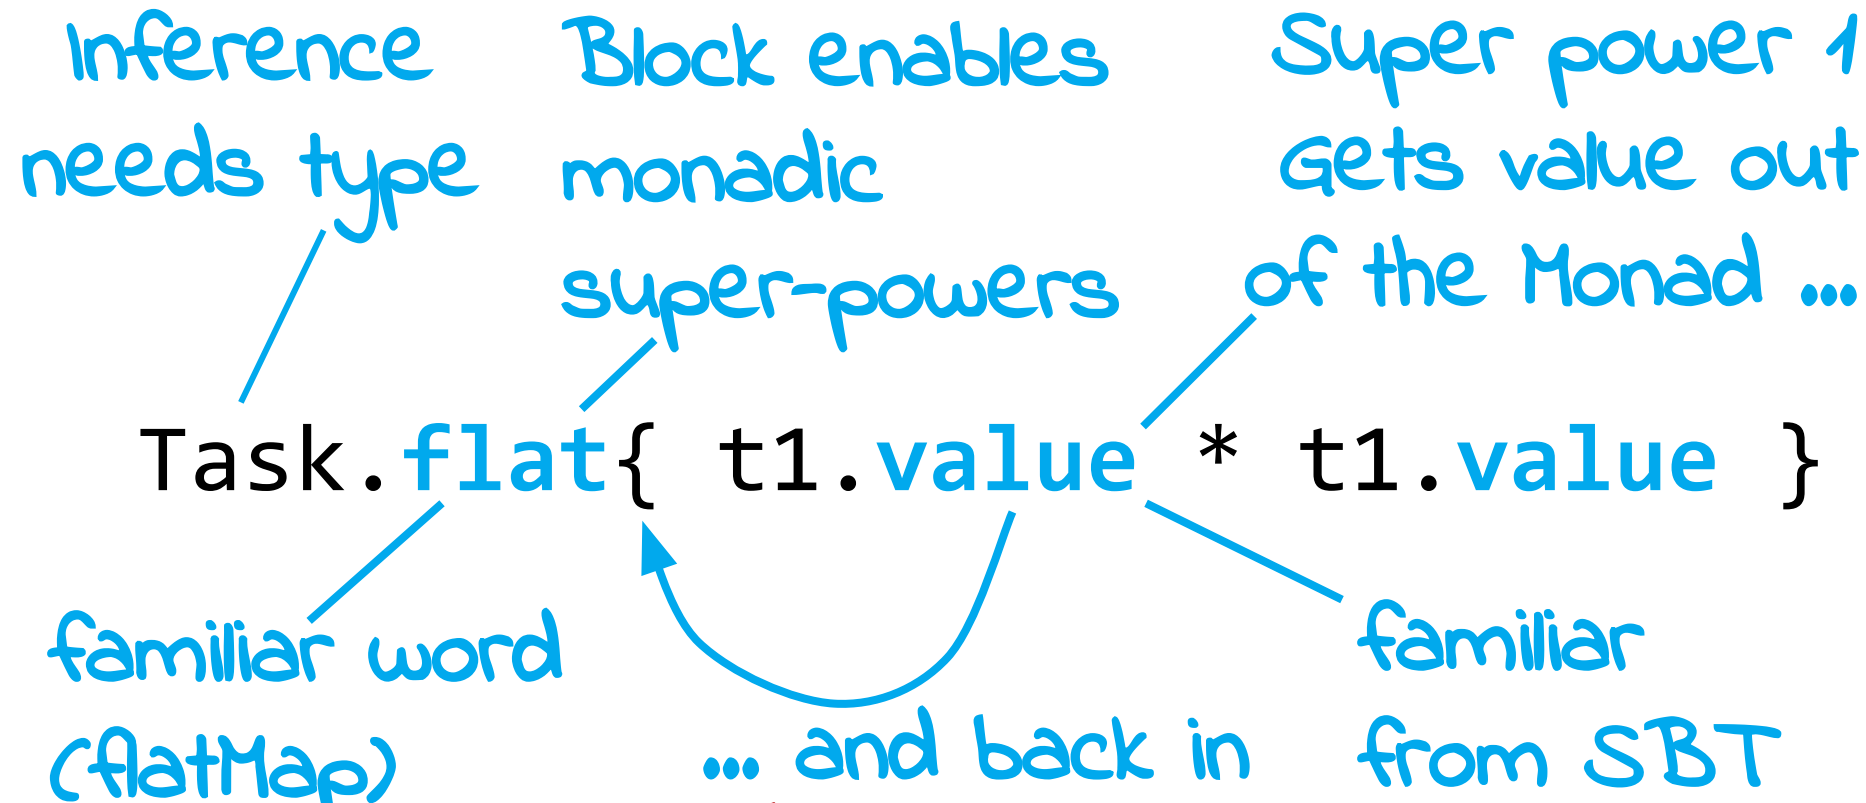 Inference
needs type
Block enables
monadic
super-powers
Super power 1
Gets value out
of the Monad ...
Task.flat{ t1.value * t1.value }
familiar word
(flatMap)
... and back in
familiar
from SBT